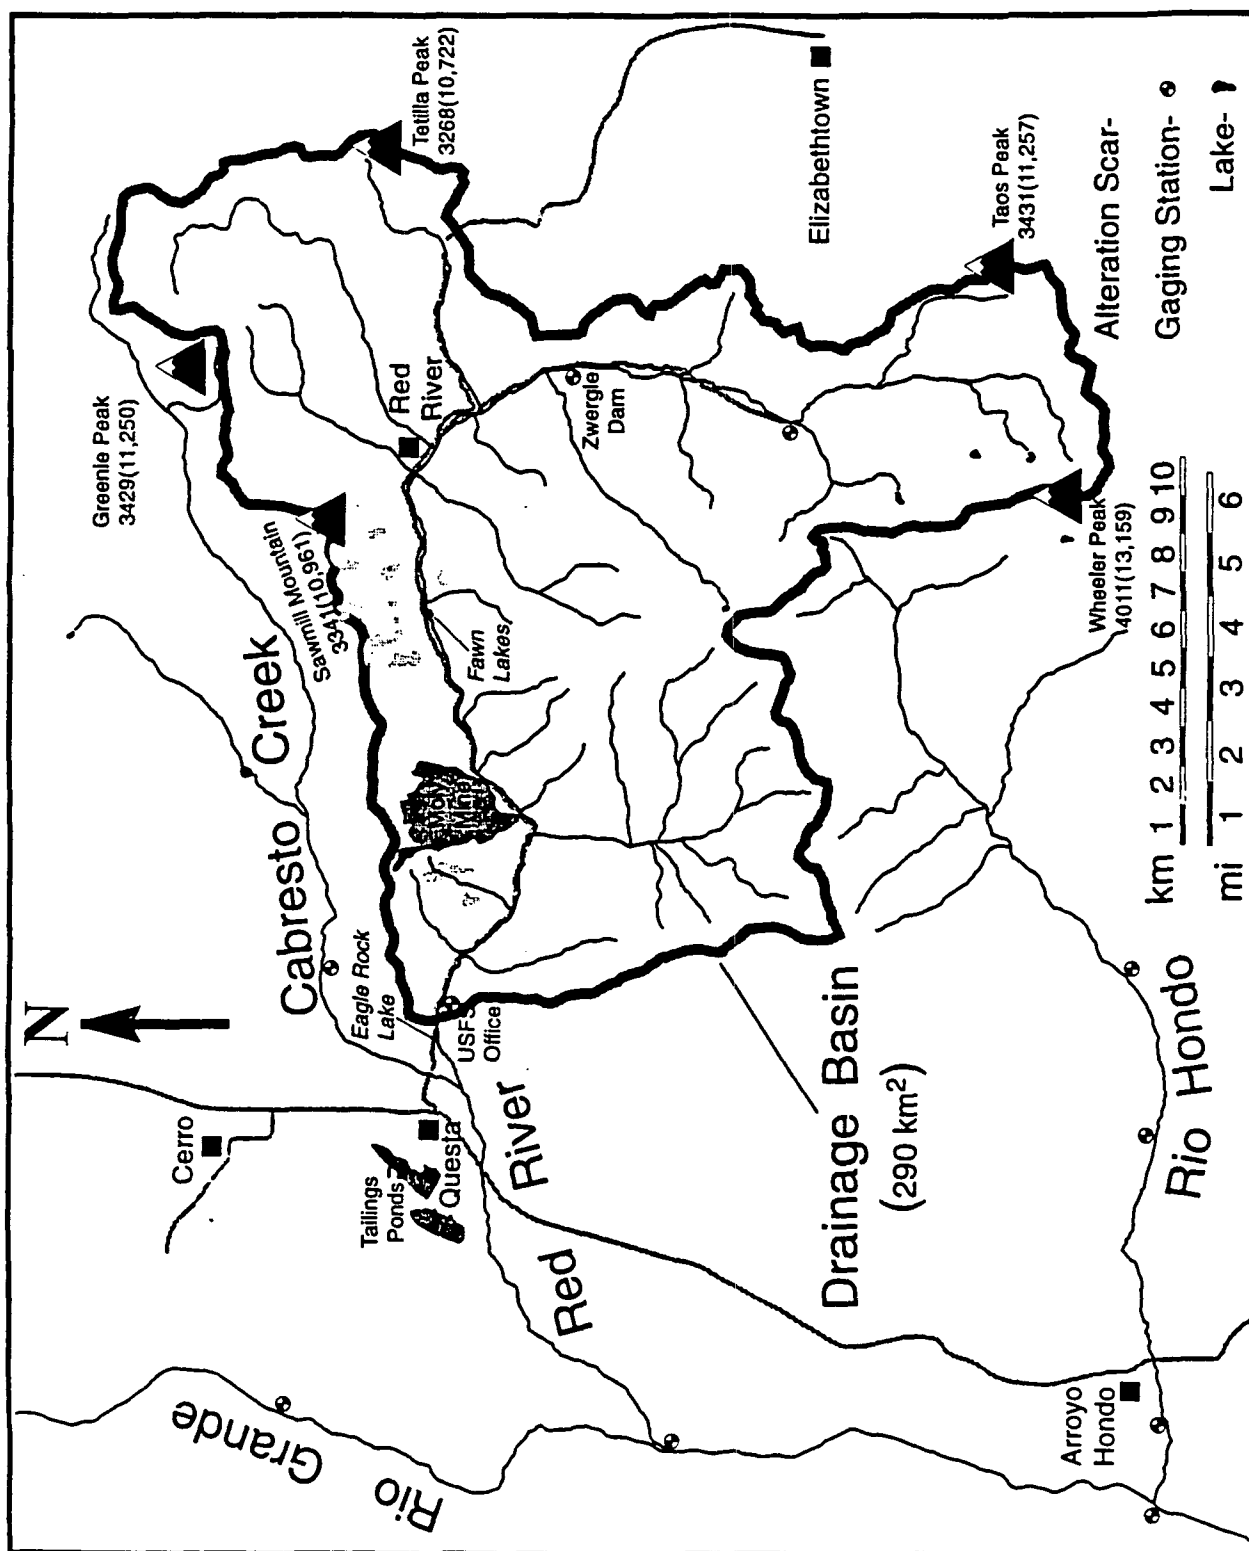 N
Cerro
Tailings
Ponds
Questa
Cabresto
Creek
Greenie Peak
3429(11,250)
Sawmill Mountain
3341(10,961)
Tetilla Peak
3268(10,722)
Moly
Mine
Eagle Rock
Lake
USFS
Office
Fawn
Lakes
Red
River
Zwergle
Dam
Elizabethtown
Taos Peak
3431(11,257)
Wheeler Peak
4011(13,159)
Rio
Grande
Red
River
Drainage Basin
(290 km²)
Rio Hondo
Arroyo
Hondo
Alteration Scar-
Gaging Station-
Lake-
km 1 2 3 4 5 6 7 8 9 10
mi 1 2 3 4 5 6